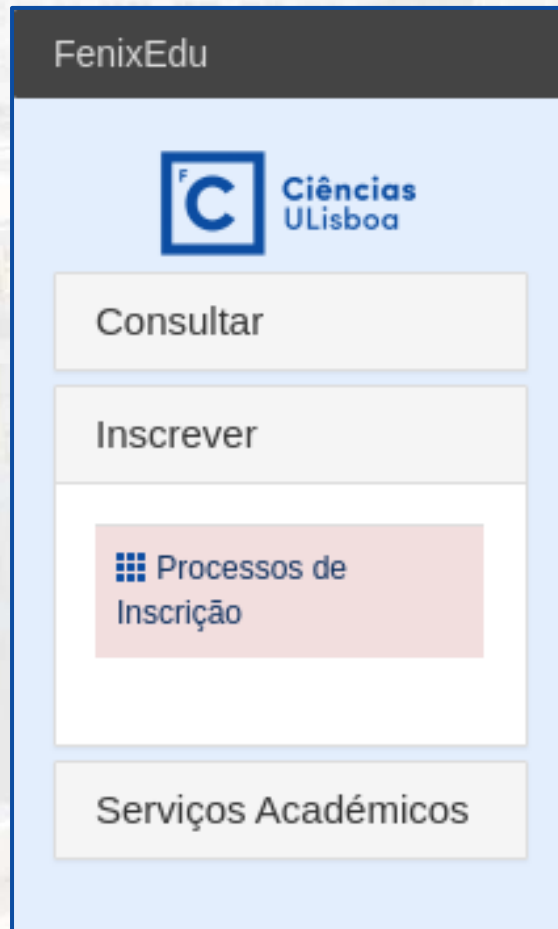 FenixEdu
F
C
Ciências
ULisboa
Consultar
Inscrever
Processos de
Inscrição
Serviços Académicos